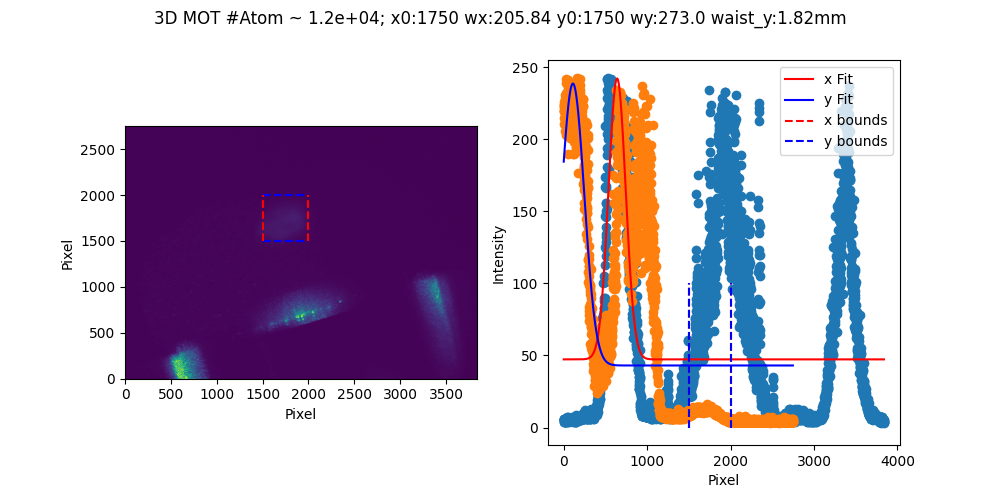 3D MOT #Atom ~ 1.2e+04; x0:1750 wx:205.84 y0:1750 wy:273.0 waist_y:1.82mm
Pixel
2500
2000
1500
1000
500
0
0 500 1000 1500 2000 2500 3000 3500
Pixel
Intensity
250
200
150
100
50
0
0 1000 2000 3000 4000
Pixel
x Fit
y Fit
x bounds
y bounds